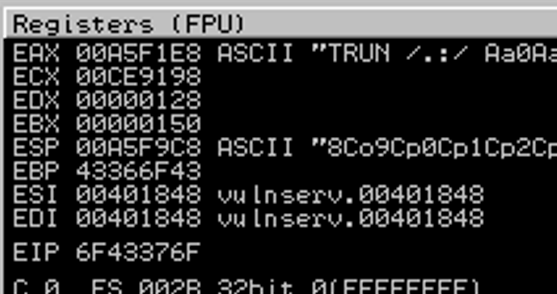 Registers (FPU)
EAX 00A5F1E8 ASCII "TRUN /.:/ Aa0Aa
ECX 00CE9198
EDX 00000128
EBX 00000150
ESP 00A5F9C8 ASCII "8Co9Cp0Cp1Cp2Cp
EBP 43366F43
ESI 00401848 vulnserv.00401848
EDI 00401848 vulnserv.00401848
EIP 6F43376F
C 0 ES 002B 32bit 0(FFFFFFFF)